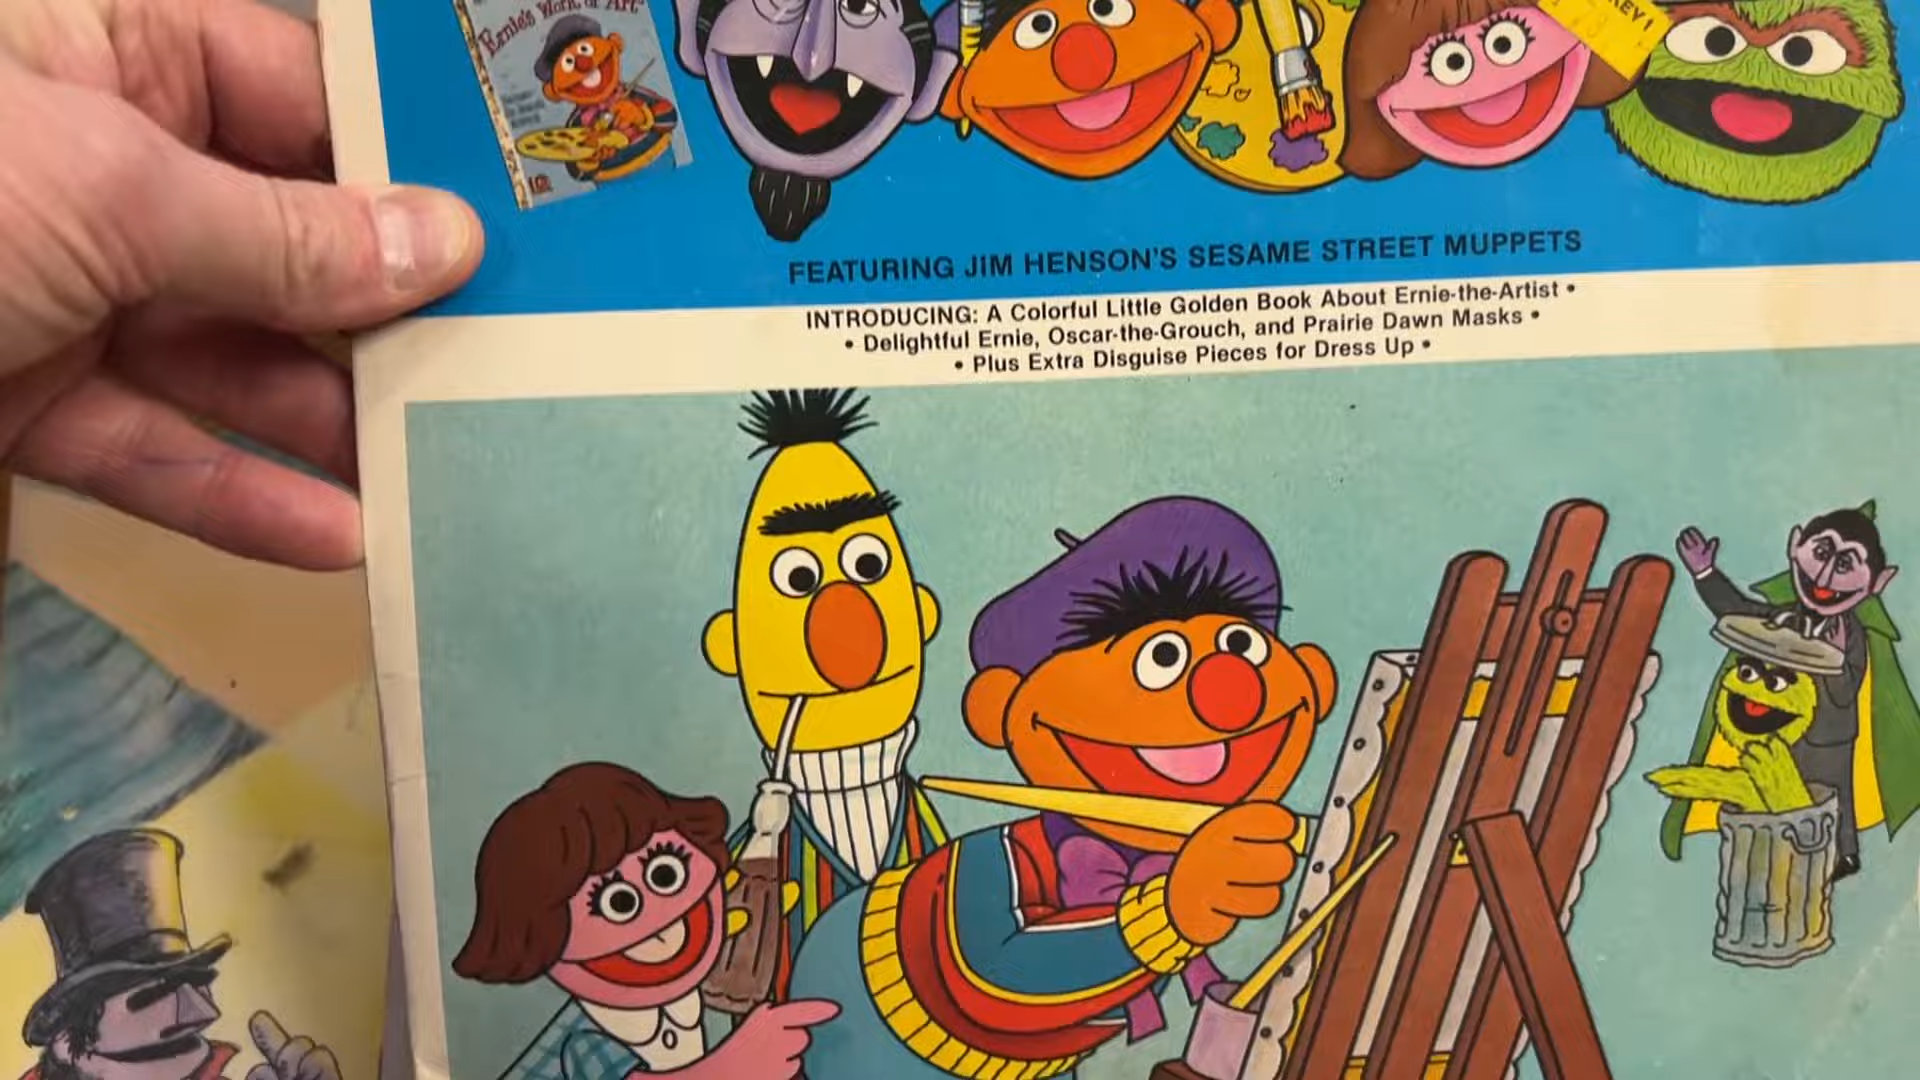 Ernie's Work of Art
FEATURING JIM HENSON'S SESAME STREET MUPPETS
INTRODUCING: A Colorful Little Golden Book About Ernie-the-Artist •
• Delightful Ernie, Oscar-the-Grouch, and Prairie Dawn Masks •
• Plus Extra Disguise Pieces for Dress Up •